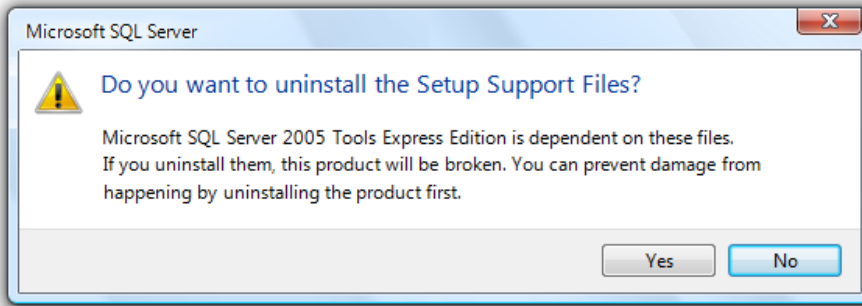 Microsoft SQL Server
Do you want to uninstall the Setup Support Files?
Microsoft SQL Server 2005 Tools Express Edition is dependent on these files.
If you uninstall them, this product will be broken. You can prevent damage from
happening by uninstalling the product first.
Yes No